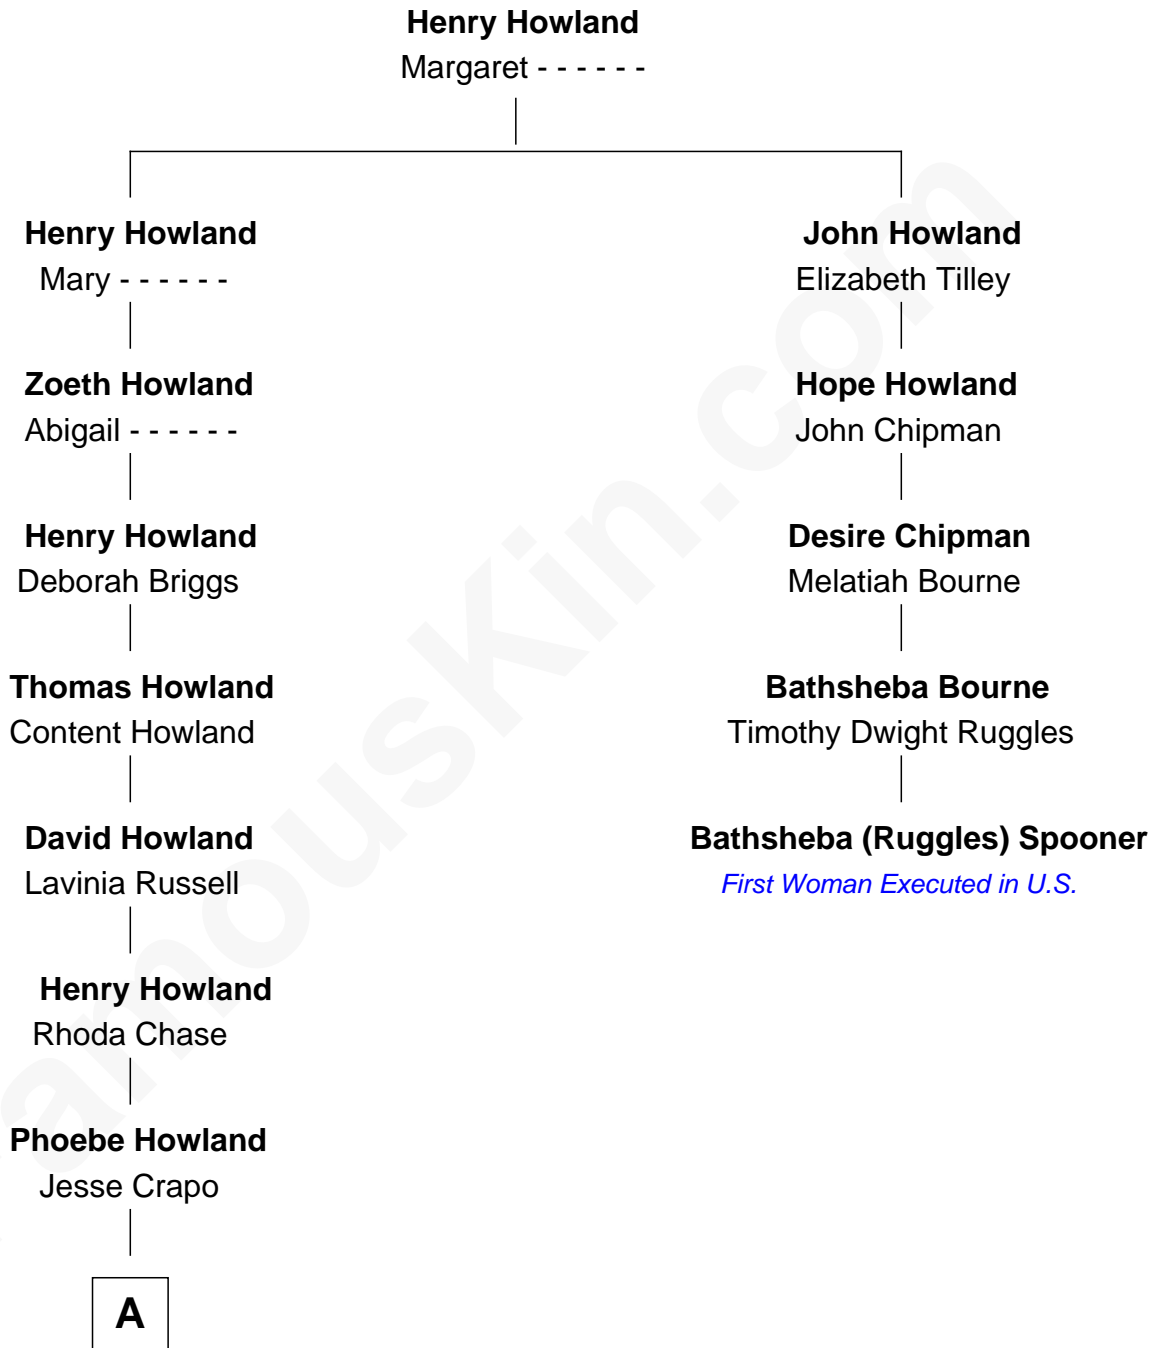 Henry Howland
Margaret - - - - - -
Henry Howland
Mary - - - - - -
Zoeth Howland
Abigail - - - - - -
Henry Howland
Deborah Briggs
Thomas Howland
Content Howland
David Howland
Lavinia Russell
Henry Howland
Rhoda Chase
Phoebe Howland
Jesse Crapo
A
John Howland
Elizabeth Tilley
Hope Howland
John Chipman
Desire Chipman
Melatiah Bourne
Bathsheba Bourne
Timothy Dwight Ruggles
Bathsheba (Ruggles) Spooner
First Woman Executed in U.S.
amousKin.com